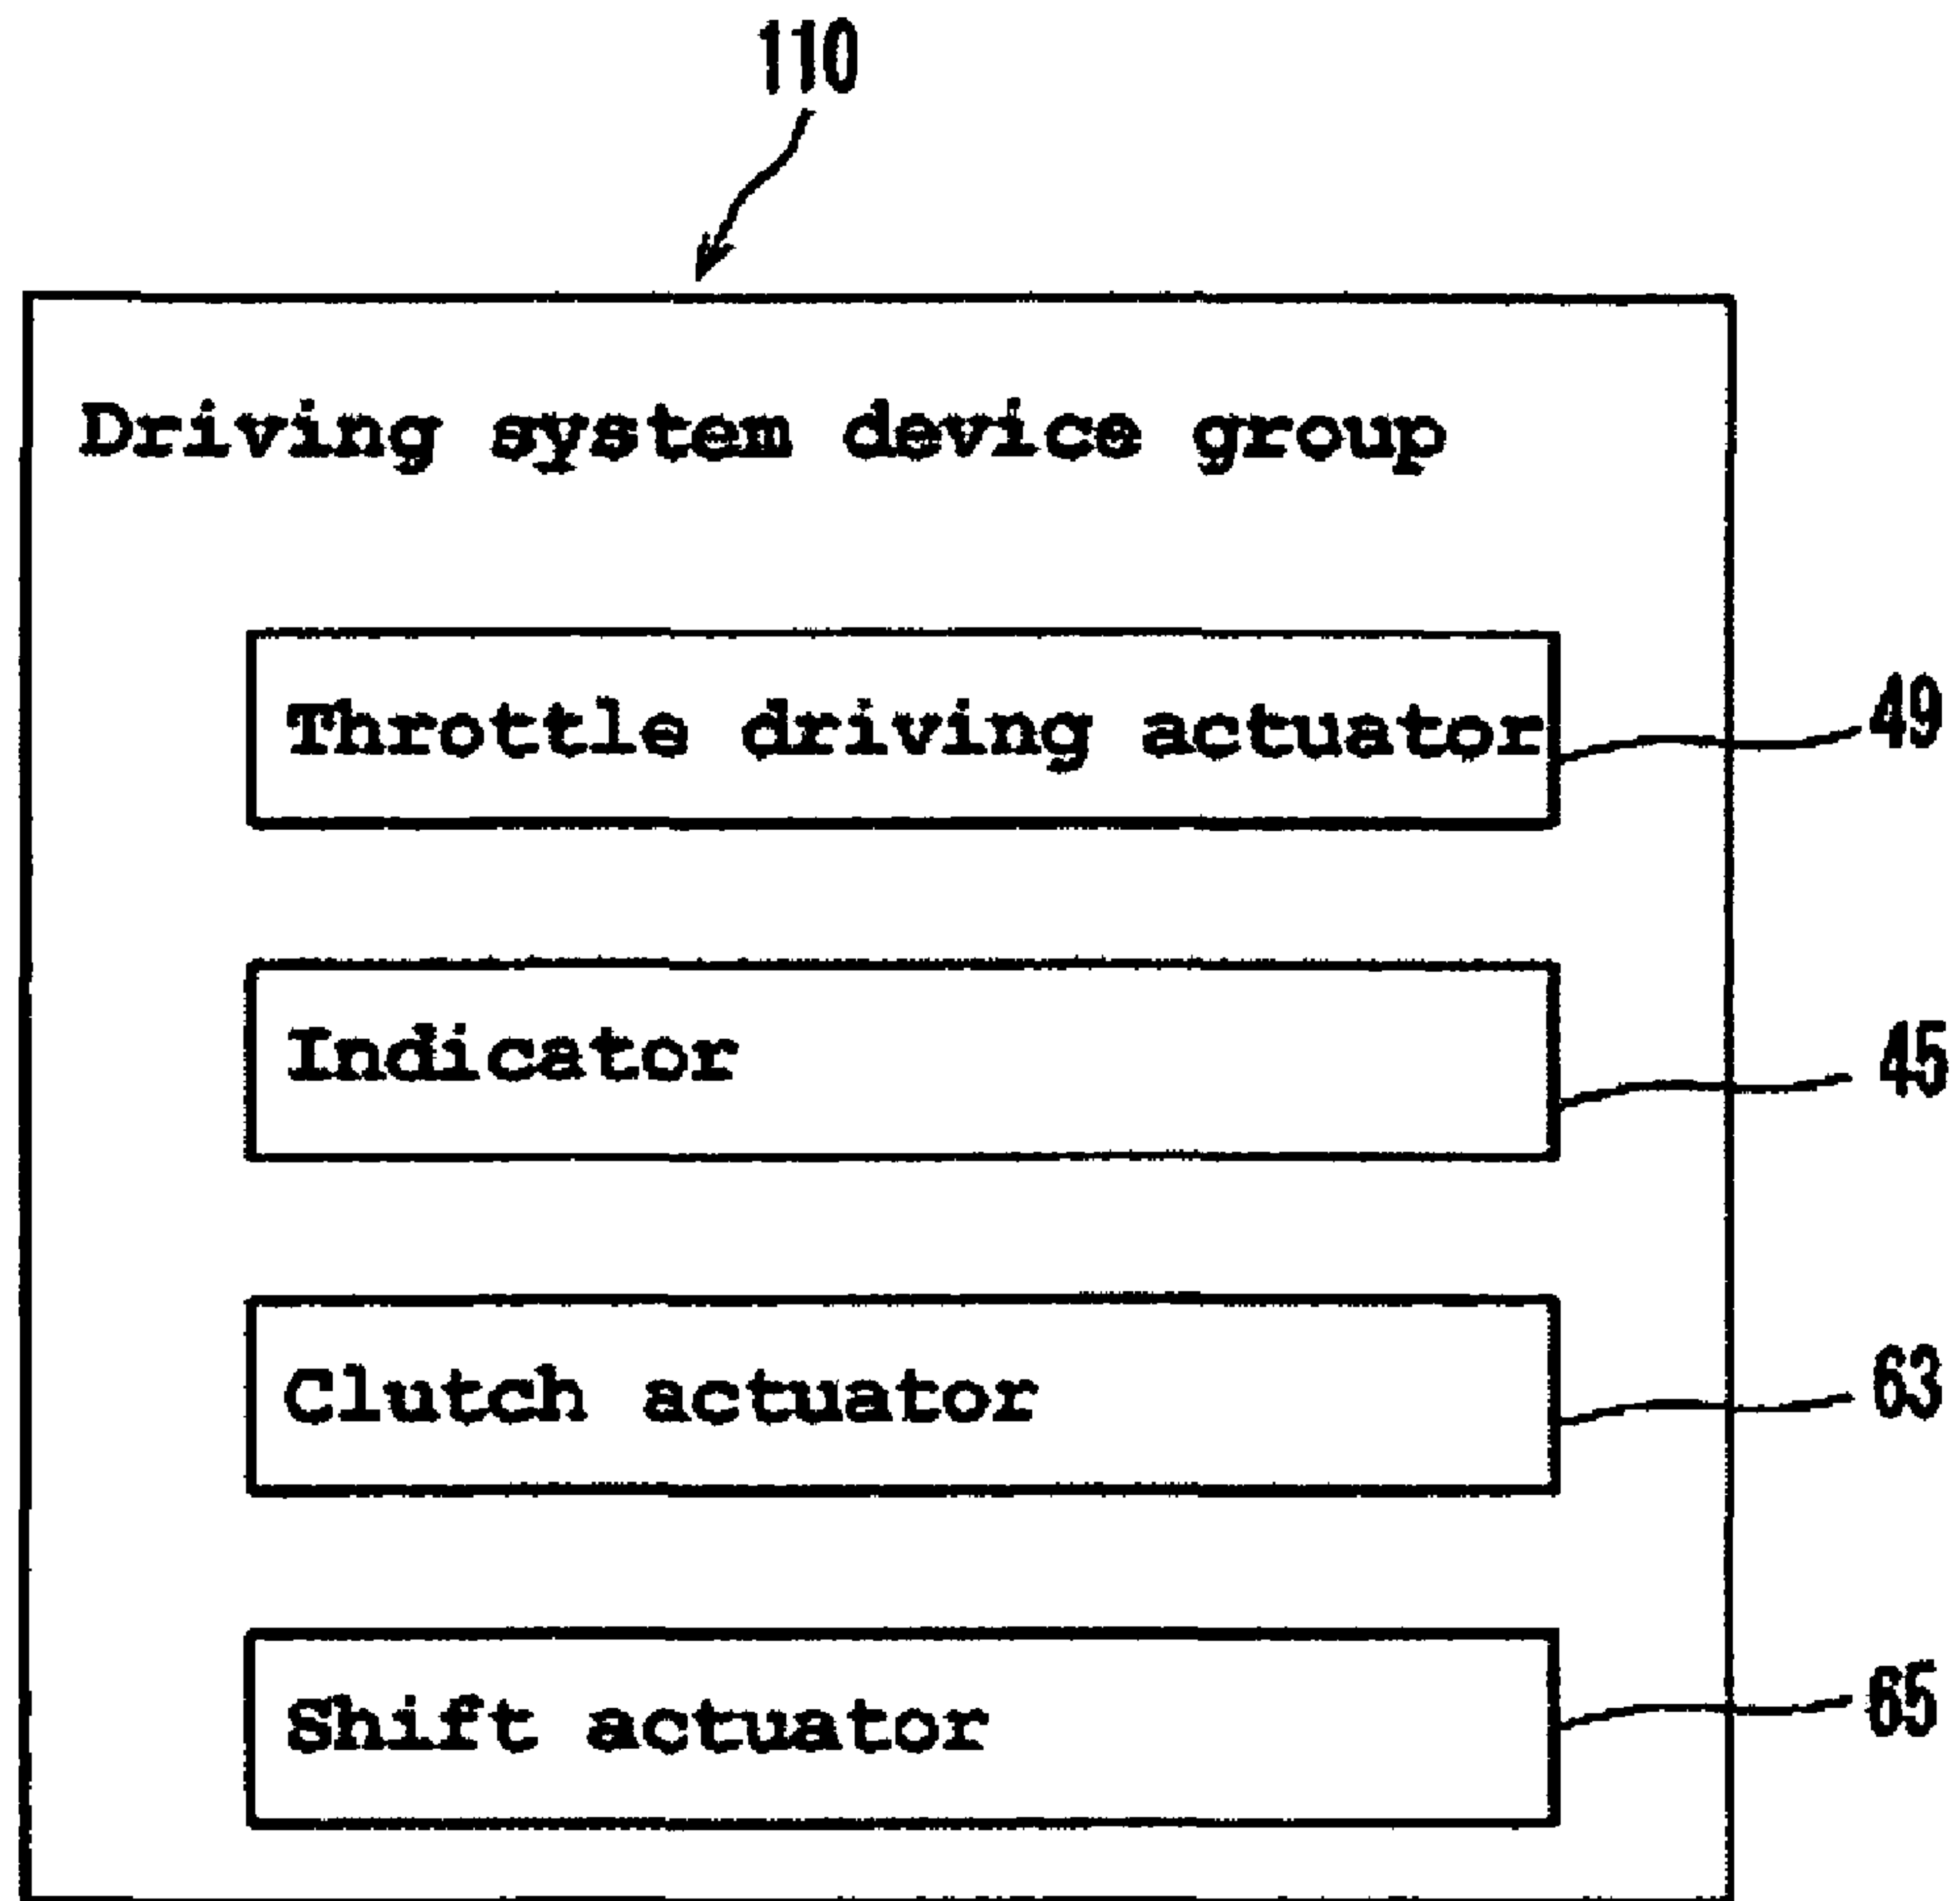 110
Driving system device group
Throttle driving actuator
49
Indicator
45
Clutch actuator
63
Shift actuator
65